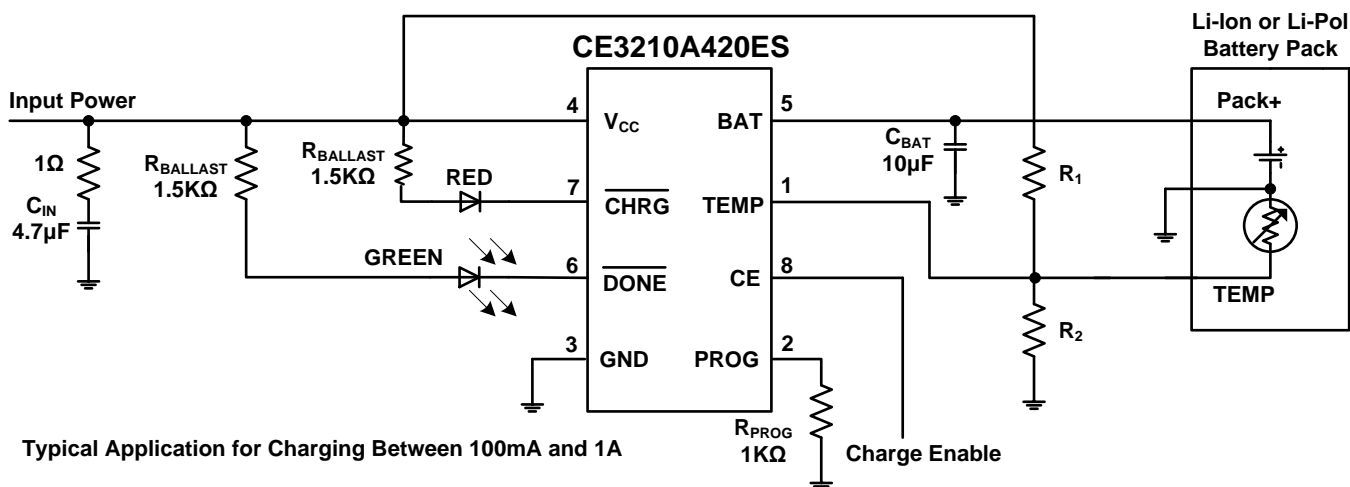 CE3210A420ES
Li-Ion or Li-Pol
Battery Pack
Input Power
4
VCC
BAT
5
Pack+
1Ω
CIN
4.7µF
RBALLAST
1.5KΩ
RBALLAST
1.5KΩ
RED
7
CHRG
TEMP
1
CBAT
10µF
R1
+
-
GREEN
6
DONE
CE
8
TEMP
3
GND
PROG
2
R2
RPROG
1KΩ
Charge Enable
Typical Application for Charging Between 100mA and 1A